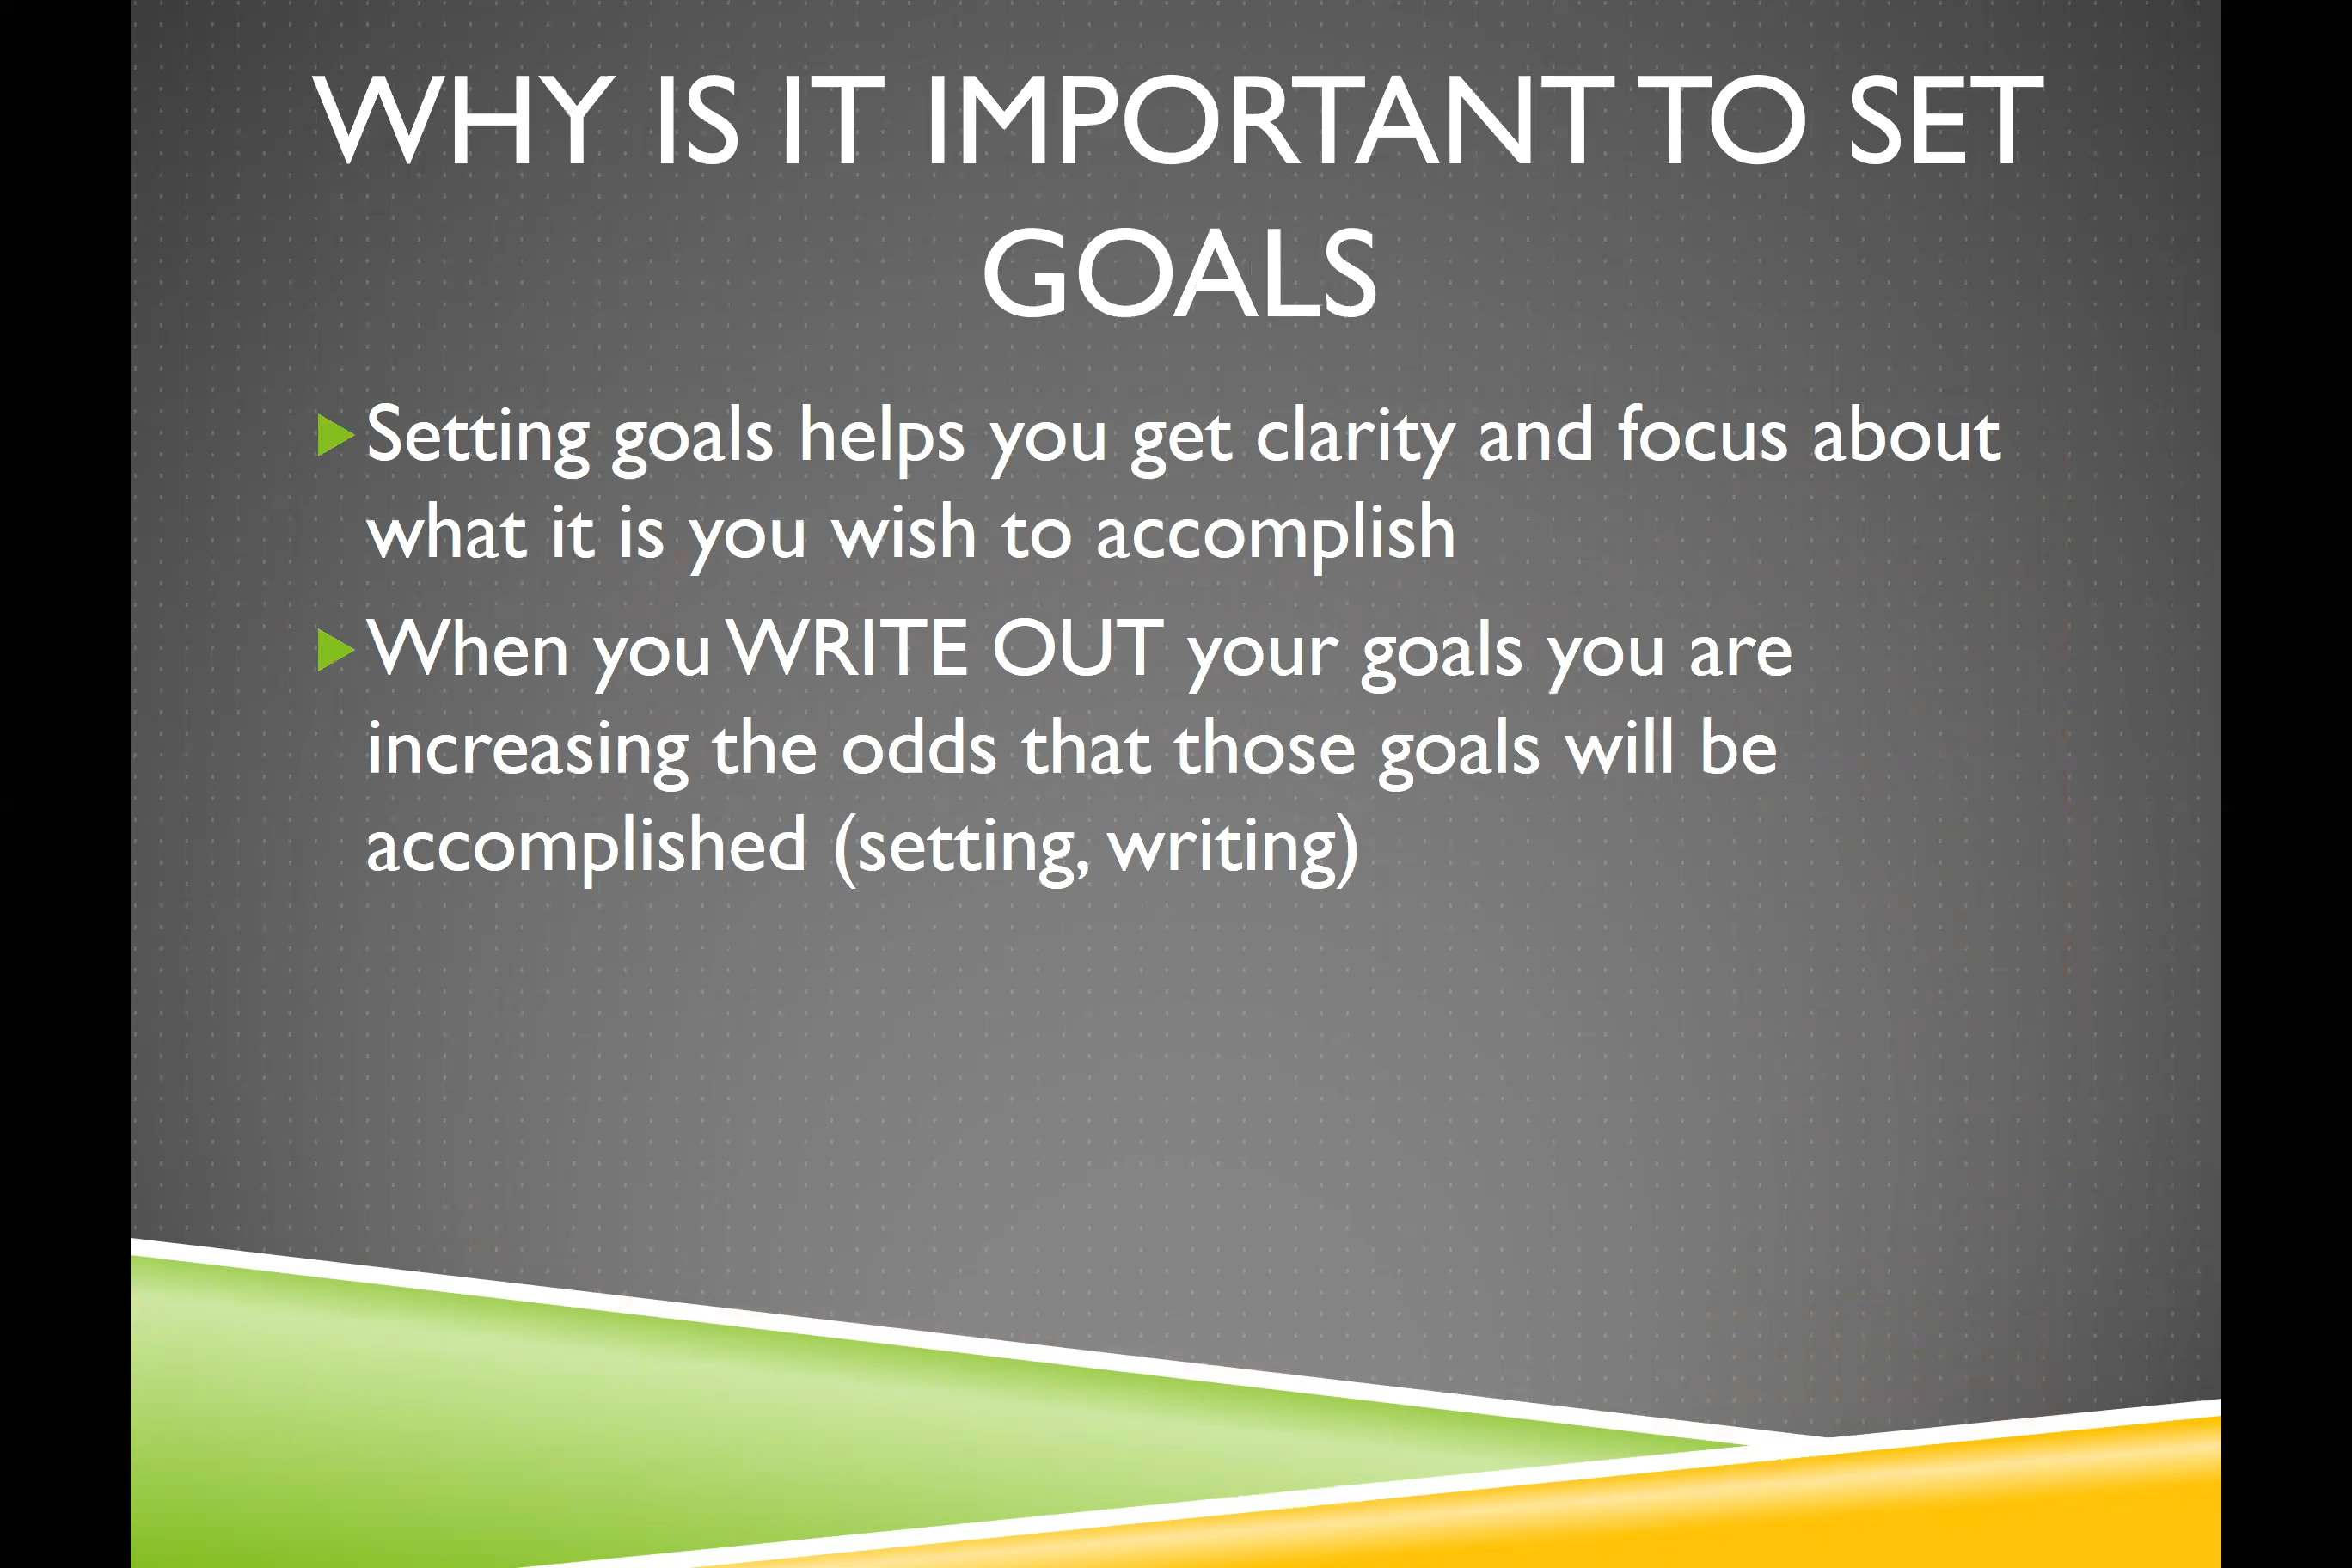 WHY IS IT IMPORTANT TO SET
GOALS
Setting goals helps you get clarity and focus about
what it is you wish to accomplish
When you WRITE OUT your goals you are
increasing the odds that those goals will be
accomplished (setting, writing)